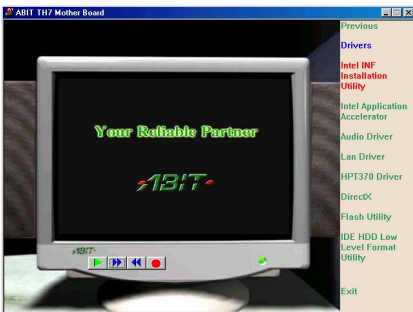 ABIT TH7 Mother Board
Previous
Drivers
Intel INF
Installation
Utility
Intel Application
Accelerator
Audio Driver
Lan Driver
HPT370 Driver
DirectX
Flash Utility
IDE HDD Low
Level Format
Utility
Exit
Your Reliable Partner
ABIT
ABIT